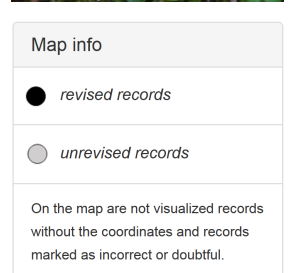 Map info
revised records
unrevised records
On the map are not visualized records
without the coordinates and records
marked as incorrect or doubtful.